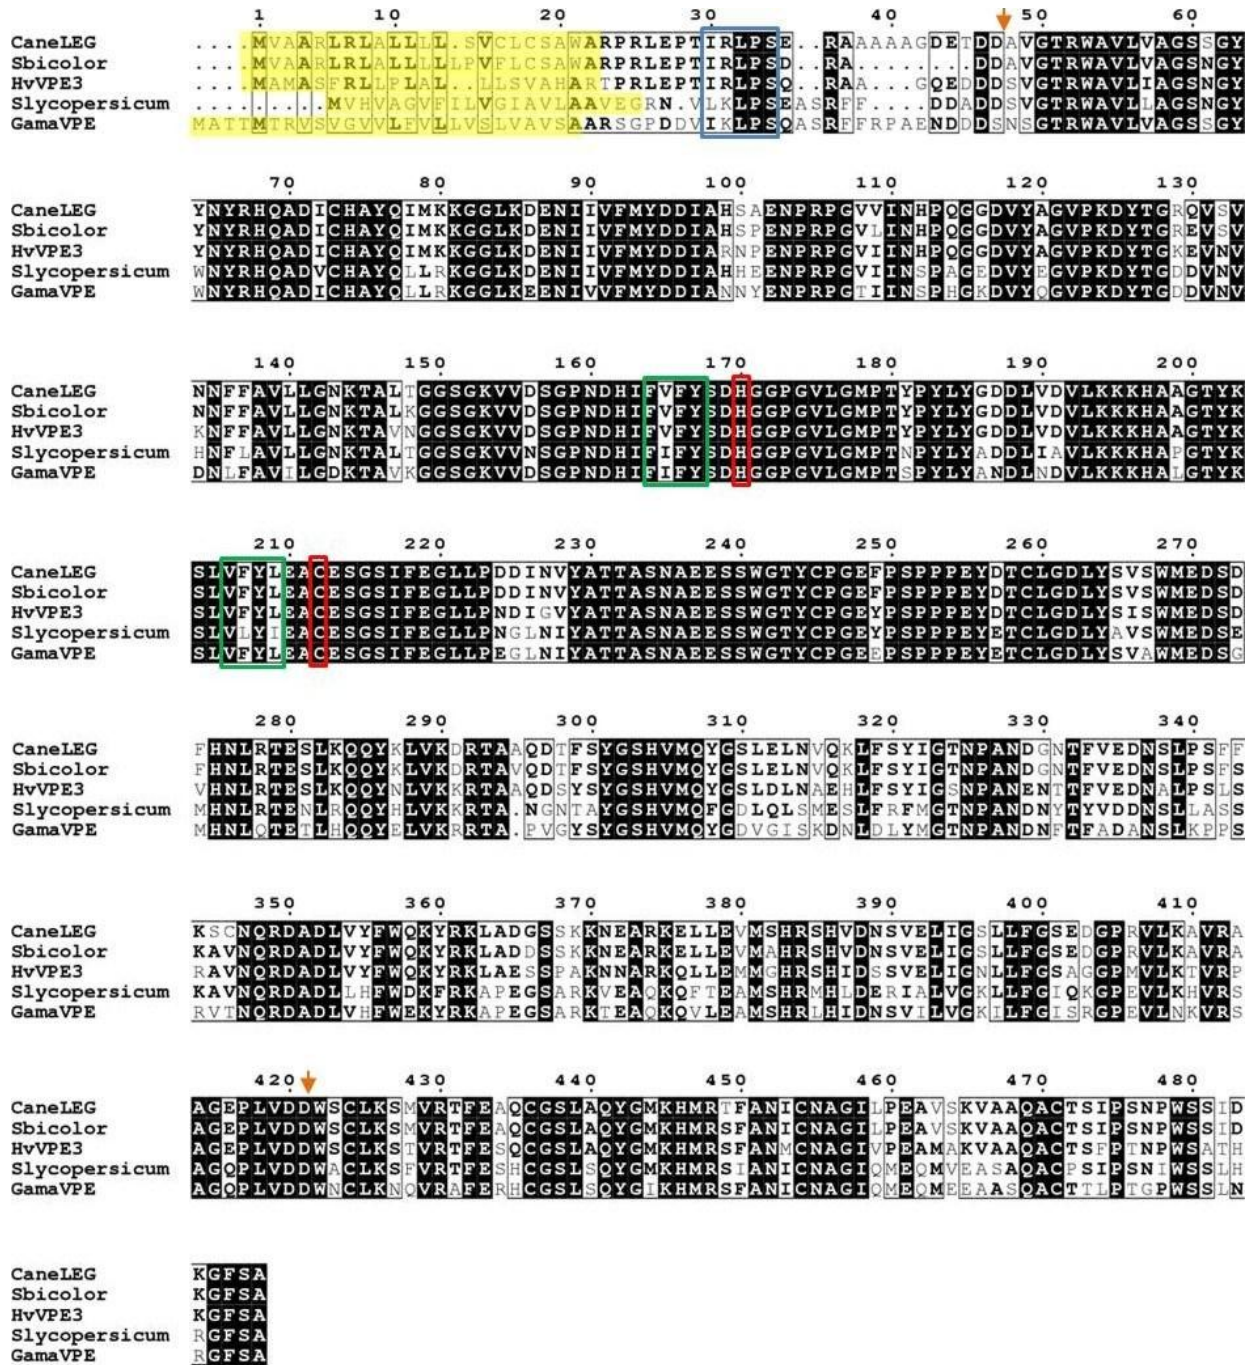 1 10 20 30 40 50 60
CaneLEG ....MVAARLRLALLLL.SVCLCSAWARPRLEPTIRLPSE..RAAAAAGDETDDAVGTRWAVLVAGSSGY
Sbicolor ....MVAARLRLALLLLLPVFLCSAWARPRLEPTIRLPSD..RA.......DDAVGTRWAVLVAGSNGY
HvVPE3 ....MAMASFRLLPLALL.LLSVAHARTPRLEPTIRLPSQ..RAA...GQEDDDSVGTRWAVLIAGSNGY
Slycopersicum .........MVHVAGVFILVGIAVLAAVEGRN.VLKLPSEASRFF.....DDADDSVGTRWAVLLAGSNGY
GamaVPE MATTMTRVSVGVVLFVLLVSLVAVSAARSGPDDVIKLPSQASRFFRPAENDDDSNSGTRWAVLVAGSSGY
70 80 90 100 110 120 130
CaneLEG YNYRHQADICHAYQIMKKGGLKDENIIVFMYDDIAHSAENPRPGVVINHPQGGDVYAGVPKDYTGRQVSV
Sbicolor YNYRHQADICHAYQIMKKGGLKDENIIVFMYDDIAHSPENPRPGVLINHPQGGDVYAGVPKDYTGREVSV
HvVPE3 YNYRHQADICHAYQIMKKGGLKDENIIVFMYDDIARNPENPRPGVIINHPQGGDVYAGVPKDYTGKEVNV
Slycopersicum WNYRHQADVCHAYQLLRKGGLKDENIIVFMYDDIAHHEENPRPGVIINSPAGEDVYEGVPKDYTGDDVNV
GamaVPE WNYRHQADICHAYQLLRKGGLKEENIVVFMYDDIANNYENPRPGTIINSPHGKDVYQGVPKDYTGDDVNV
140 150 160 170 180 190 200
CaneLEG NNFFAVLLGNKTALTGGSGKVVDSGPNDHIFVFYSDHGGPGVLGMPTYPYLYGDDLVDVLKKKHAAGTYK
Sbicolor NNFFAVLLGNKTALKGGSGKVVDSGPNDHIFVFYSDHGGPGVLGMPTYPYLYGDDLVDVLKKKHAAGTYK
HvVPE3 KNFFAVLLGNKTAVNGGSGKVVDSGPNDHIFVFYSDHGGPGVLGMPTYPYLYGDDLVDVLKKKHAAGTYK
Slycopersicum HNFLAVLLGNKTALTGGSGKVVNSGPNDHIFIFYSDHGGPGVLGMPTNPYLYADDLIAVLKKKHAAGTYK
GamaVPE DNLFAVILGDKTAVKGGSGKVVDSGPNDHIFIFYSDHGGPGVLGMPTSPYLYANDLNDVLKKKHALGTYK
210 220 230 240 250 260 270
CaneLEG SLVFYLEACESGSIFEGLLPDDINVYATTASNAEESSWGTYCPGEFPSPPPEYDTCLGDLYSVSWMEDSD
Sbicolor SLVFYLEACESGSIFEGLLPDDINVYATTASNAEESSWGTYCPGEFPSPPPEYDTCLGDLYSVSWMEDSD
HvVPE3 SLVFYLEACESGSIFEGLLPNDIGVYATTASNAEESSWGTYCPGEYPSPPPEYDTCLGDLYSISWMEDSD
Slycopersicum SLVLYIEACESGSIFEGLLPNGLNIYATTASNAEESSWGTYCPGEYPSPPPEYETCLGDLYAVSWMEDSE
GamaVPE SLVFYLEACESGSIFEGLLPEGLNIYATTASNAEESSWGTYCPGEEPSPPPEYETCLGDLYSVAWMEDSG
280 290 300 310 320 330 340
CaneLEG FHNLRTESLKQQYKLVKDRTAAQDTFSYGSHVMQYGSLELNVQKLFSYIGTNPANDGNTFVEDNSLPSFF
Sbicolor FHNLRTESLKQQYKLVKDRTAVQDTFSYGSHVMQYGSLELNVQKLFSYIGTNPANDGNTFVEDNSLPSFS
HvVPE3 VHNLRTESLKQQYNLVKKRTAAQDSYSYGSHVMQYGSLDLNAEHLFSYIGSNPANENTTFVEDNALPSLS
Slycopersicum MHNLRTENLRQQYHLVKKRTA.NGNTAYGSHVMQFGDLQLSMESLFRFMGTNPANDNYTYVDDNSLLASS
GamaVPE MHNLQTETLHQQYELVKRRTA.PVGYSYGSHVMQYGDVGISKDNLDLYMGTNPANDNFTFADANSLKPPS
350 360 370 380 390 400 410
CaneLEG KSCNQRDADLVYFWQKYRKLADGSSKKNEARKELLEVMSHRSHVDNSVELIGSLLFGSEDGPRVLKAVRA
Sbicolor KAVNQRDADLVYFWQKYRKLADDSSKKNEARKELLEVMAHRSHVDNSVELIGSLLFGSEDGPRVLKAVRA
HvVPE3 RAVNQRDADLVYFWQKYRKLAESSPAKNNARKQLLEMMGHRSHIDSSVELIGNLLFGSAGGPMVLKTVRP
Slycopersicum KAVNQRDADLLHFWDKFRKAPEGSARKVEAQKQFTEAMSHRMHLDERIALVGKLLFGIQKGPEVLKHVRS
GamaVPE RVTNQRDADLVHFWEKYRKAPEGSARKTEAQKQVLEAMSHRLHIDNSVILVGKILFGISRGPEVLNKVRS
420 430 440 450 460 470 480
CaneLEG AGEPLVDDWSCLKSMVRTFEAQCGSLAQYGMKHMRTFANICNAGILPEAVSKVAAQACTSIPSNPWSSID
Sbicolor AGEPLVDDWSCLKSMVRTFEAQCGSLAQYGMKHMRSFANICNAGILPEAVSKVAAQACTSIPSNPWSSID
HvVPE3 AGEPLVDDWSCLKSTVRTFESQCGSLAQYGMKHMRSFANMCNAGIVPEAMAKVAAQACTSFPTNPWSATH
Slycopersicum AGQPLVDDWACLKSFVRTFESHCGSLSQYGMKHMRSIANICNAGIQMEQMVEASAQACPSIPSNIWSSLH
GamaVPE AGQPLVDDWNCLKNQVRAFERHCGSLSQYGIKHMRSFANICNAGIQMEQMEEAASQACTTLPTGPWSSLN
CaneLEG KGFSA
Sbicolor KGFSA
HvVPE3 KGFSA
Slycopersicum RGFSA
GamaVPE RGFSA